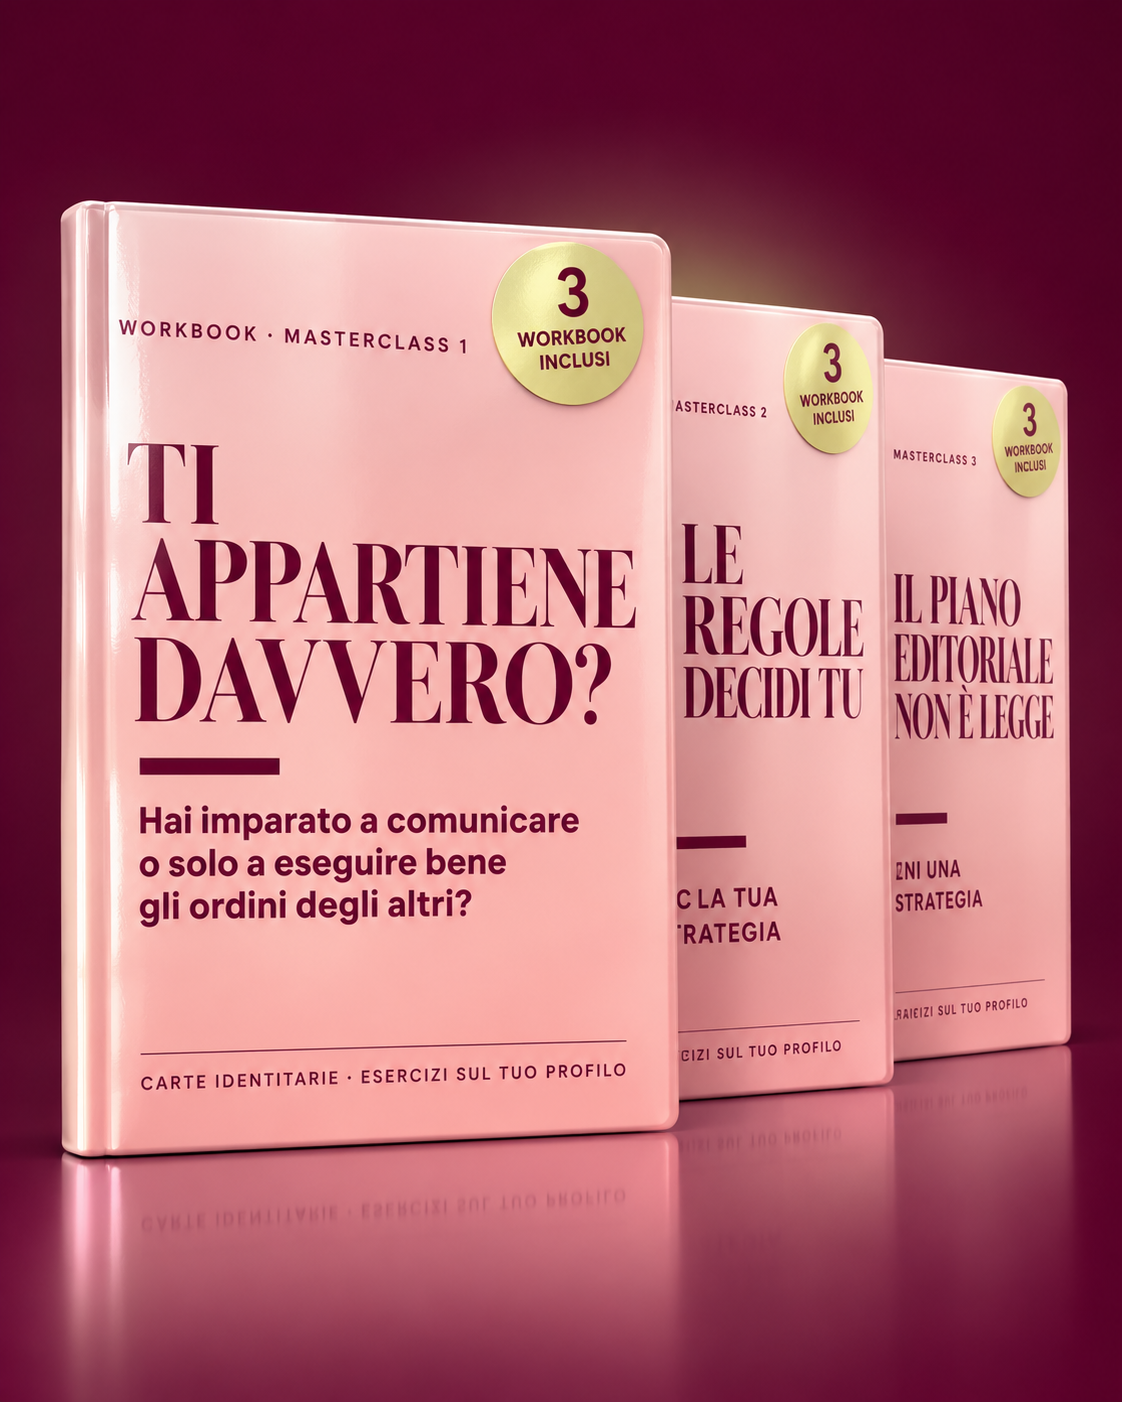 WORKBOOK · MASTERCLASS 1
3
WORKBOOK
INCLUSI
TI
APPARTIENE
DAVVERO?
Hai imparato a comunicare
o solo a eseguire bene
gli ordini degli altri?
CARTE IDENTITARIE · ESERCIZI SUL TUO PROFILO
MASTERCLASS 2
3
WORKBOOK
INCLUSI
LE
REGOLE
DECIDI TU
LA TUA
SUL TUO PROFILO
MASTERCLASS 3
3
WORKBOOK
INCLUSI
IL PIANO
EDITORIALE
NON È LEGGE
UNA
STRATEGIA
SUL TUO PROFILO